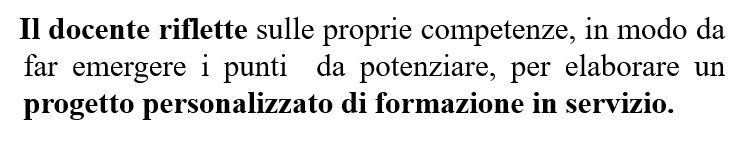 Il docente riflette sulle proprie competenze, in modo da
far emergere i punti da potenziare, per elaborare un
progetto personalizzato di formazione in servizio.